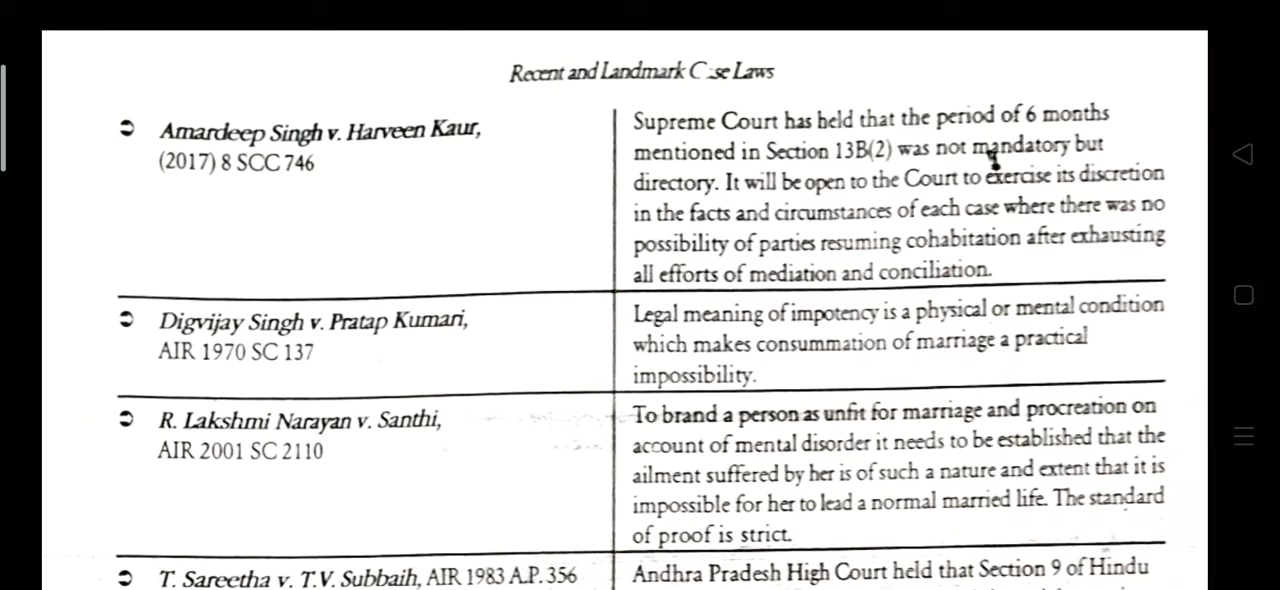 Recent and Landmark Case Laws
➲ Amardeep Singh v. Harveen Kaur,
(2017) 8 SCC 746
Supreme Court has held that the period of 6 months
mentioned in Section 13B(2) was not mandatory but
directory. It will be open to the Court to exercise its discretion
in the facts and circumstances of each case where there was no
possibility of parties resuming cohabitation after exhausting
all efforts of mediation and conciliation.
➲ Digvijay Singh v. Pratap Kumari,
AIR 1970 SC 137
Legal meaning of impotency is a physical or mental condition
which makes consummation of marriage a practical
impossibility.
➲ R. Lakshmi Narayan v. Santhi,
AIR 2001 SC 2110
To brand a person as unfit for marriage and procreation on
account of mental disorder it needs to be established that the
ailment suffered by her is of such a nature and extent that it is
impossible for her to lead a normal married life. The standard
of proof is strict.
➲ T. Sareetha v. T.V. Subbaih, AIR 1983 A.P. 356
Andhra Pradesh High Court held that Section 9 of Hindu